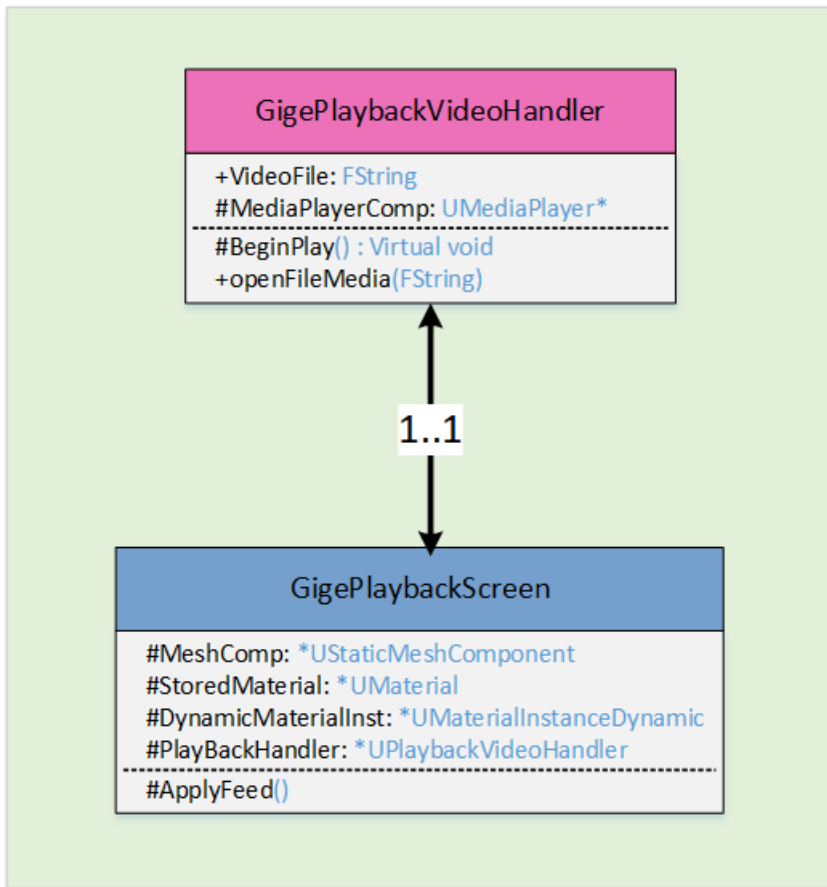 GigePlaybackVideoHandler
+VideoFile: FString
#MediaPlayerComp: UMediaPlayer*
#BeginPlay() : Virtual void
+openFileMedia(FString)
1..1
GigePlaybackScreen
#MeshComp: *UStaticMeshComponent
#StoredMaterial: *UMaterial
#DynamicMaterialInst: *UMaterialInstanceDynamic
#PlayBackHandler: *UPlaybackVideoHandler
#ApplyFeed()